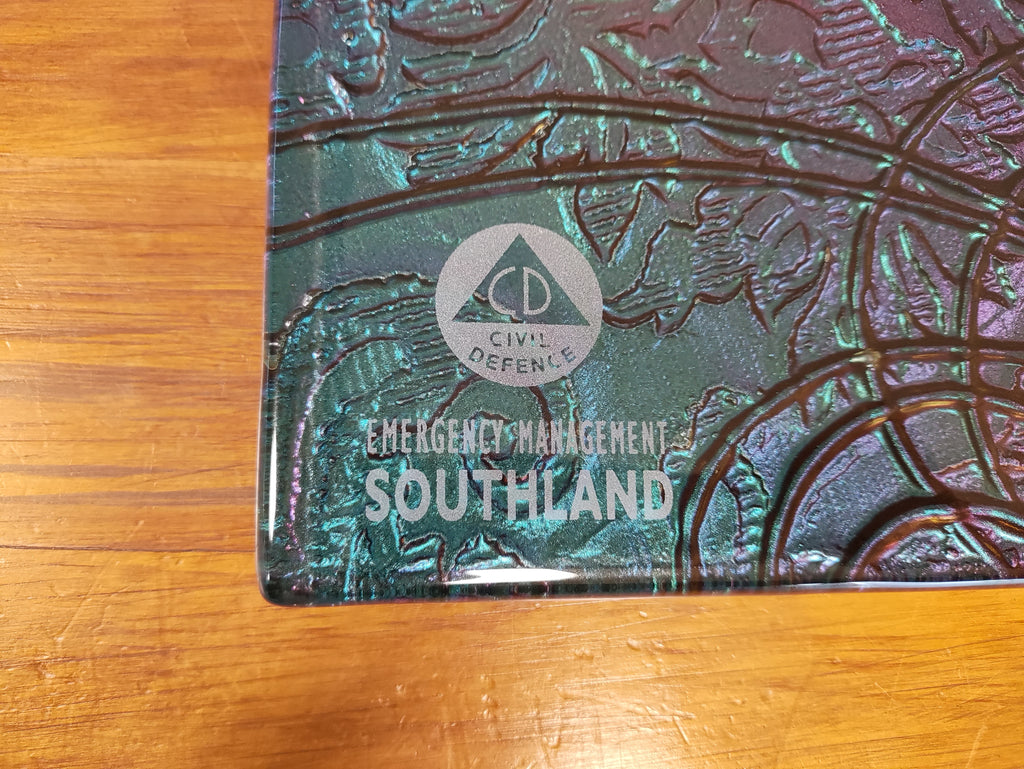 CD
CIVIL
DEFENCE
EMERGENCY MANAGEMENT
SOUTHLAND